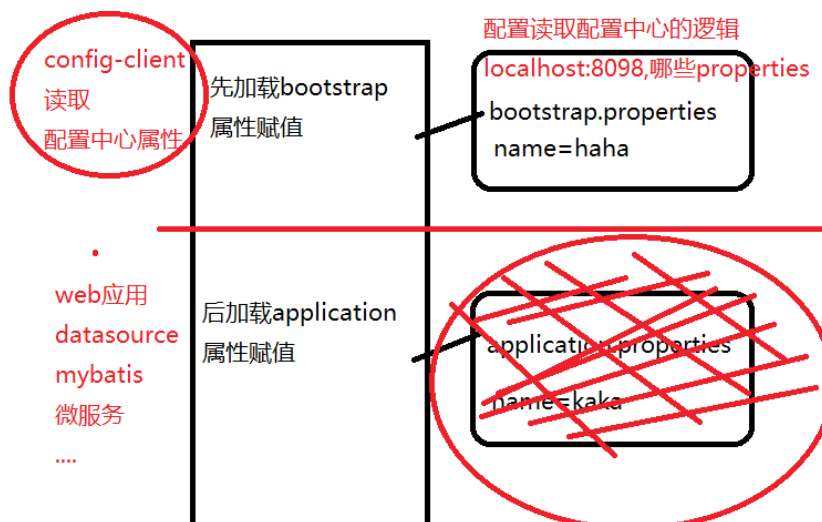 config-client
读取
配置中心属性
先加载bootstrap
属性赋值
配置读取配置中心的逻辑
localhost:8098,哪些properties
bootstrap.properties
name=haha
web应用
datasource
mybatis
微服务
....
后加载application
属性赋值
application.properties
name=kaka